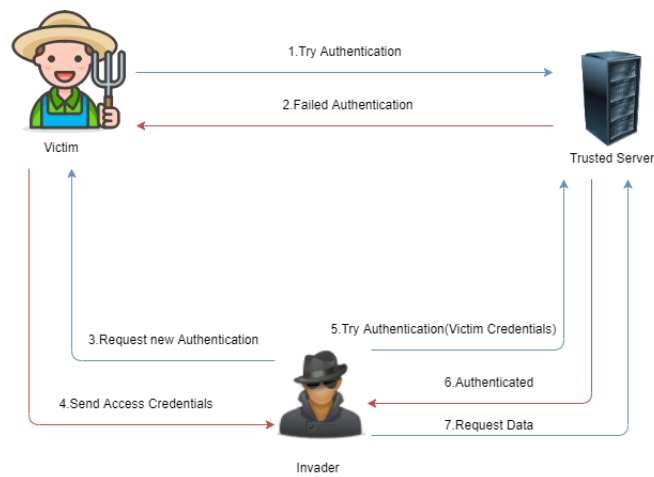 1.Try Authentication
2.Failed Authentication
Victim
Trusted Server
5.Try Authentication(Victim Credentials)
3.Request new Authentication
6.Authenticated
4.Send Access Credentials
7.Request Data
Invader